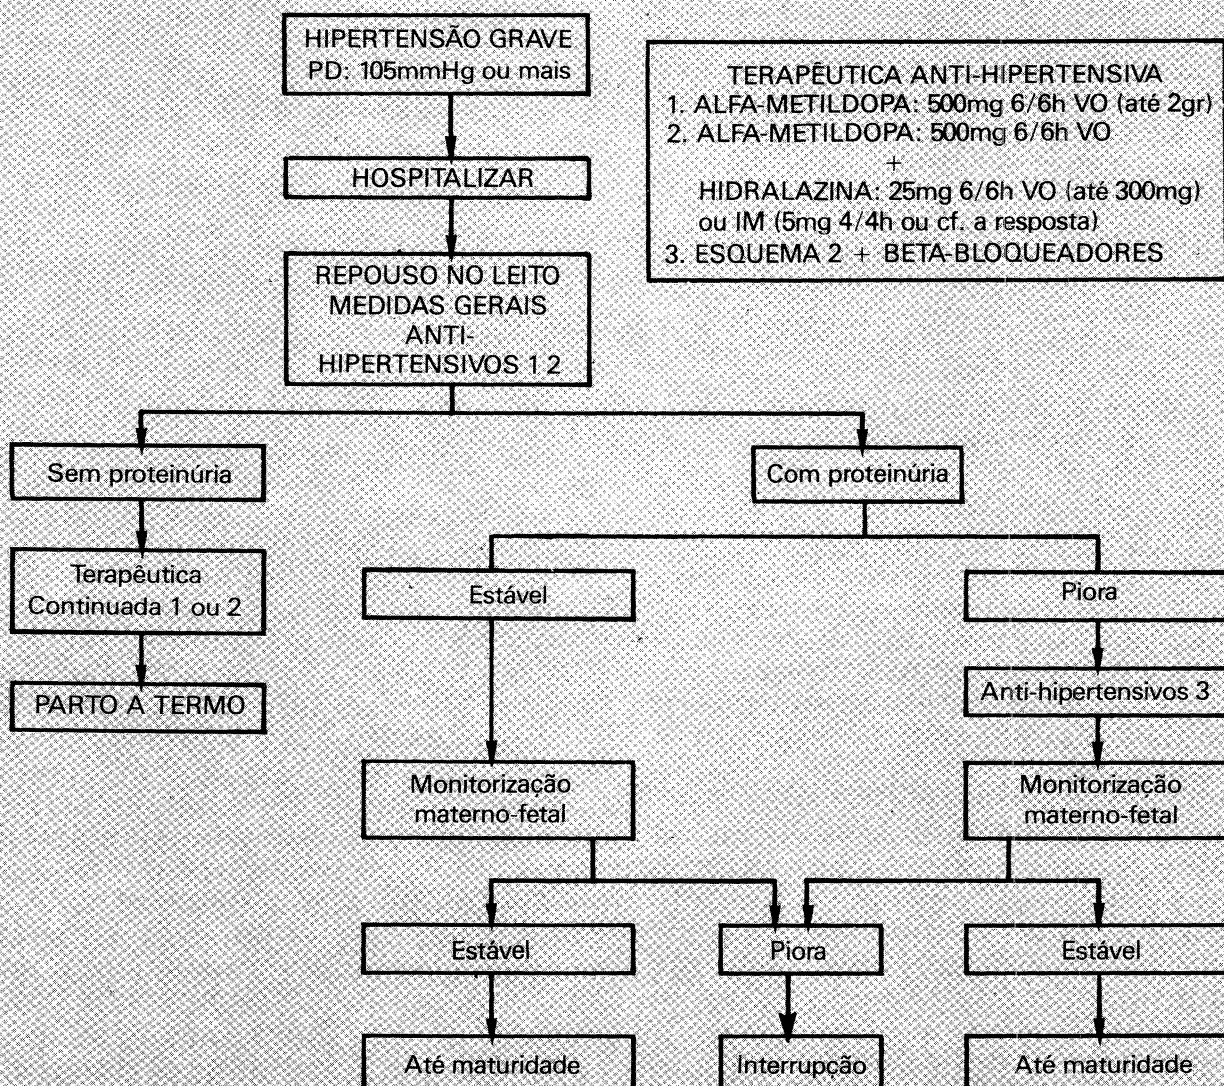 HIPERTENSÃO GRAVE
PD: 105mmHg ou mais
HOSPITALIZAR
REPOUSO NO LEITO
MEDIDAS GERAIS
ANTI-
HIPERTENSIVOS 1 2
TERAPÊUTICA ANTI-HIPERTENSIVA
1. ALFA-METILDOPA: 500mg 6/6h VO (até 2gr)
2. ALFA-METILDOPA: 500mg 6/6h VO
+
HIDRALAZINA: 25mg 6/6h VO (até 300mg)
ou IM (5mg 4/4h ou cf. a resposta)
3. ESQUEMA 2 + BETA-BLOQUEADORES
Sem proteinúria
Com proteinúria
Terapêutica
Continuada 1 ou 2
PARTO A TERMO
Estável
Piora
Anti-hipertensivos 3
Monitorização
materno-fetal
Monitorização
materno-fetal
Estável
Piora
Estável
Até maturidade
Interrupção
Até maturidade